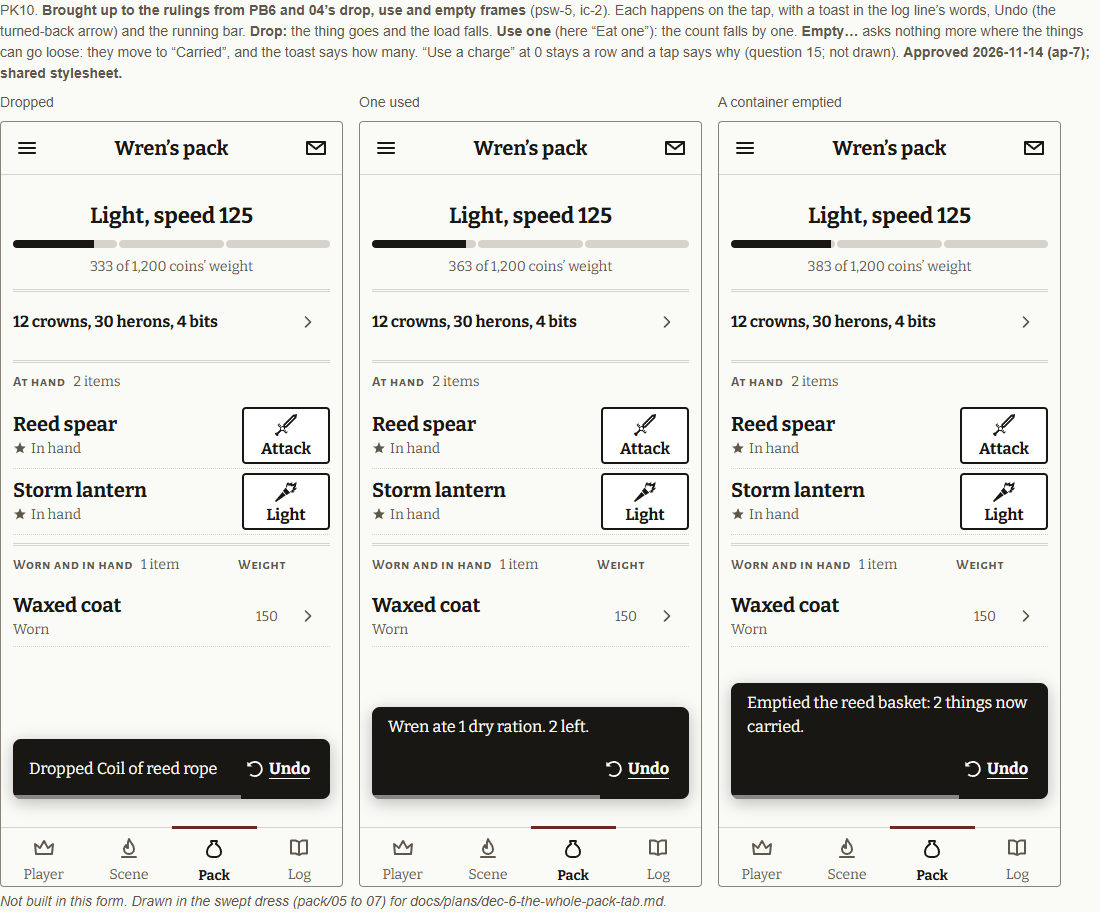 PK10. Brought up to the rulings from PB6 and 04’s drop, use and empty frames (psw-5, ic-2). Each happens on the tap, with a toast in the log line’s words, Undo (the
turned-back arrow) and the running bar. Drop: the thing goes and the load falls. Use one (here “Eat one”): the count falls by one. Empty… asks nothing more where the things
can go loose: they move to “Carried”, and the toast says how many. “Use a charge” at 0 stays a row and a tap says why (question 15; not drawn). Approved 2026-11-14 (ap-7);
shared stylesheet.
Dropped
Wren’s pack
Light, speed 125
333 of 1,200 coins’ weight
12 crowns, 30 herons, 4 bits
At hand 2 items
Reed spear
★ In hand
Attack
Storm lantern
★ In hand
Light
Worn and in hand 1 item Weight
Waxed coat
Worn
150
Dropped Coil of reed rope Undo
Player Scene Pack Log
One used
Wren’s pack
Light, speed 125
363 of 1,200 coins’ weight
12 crowns, 30 herons, 4 bits
At hand 2 items
Reed spear
★ In hand
Attack
Storm lantern
★ In hand
Light
Worn and in hand 1 item Weight
Waxed coat
Worn
150
Wren ate 1 dry ration. 2 left.
Undo
Player Scene Pack Log
A container emptied
Wren’s pack
Light, speed 125
383 of 1,200 coins’ weight
12 crowns, 30 herons, 4 bits
At hand 2 items
Reed spear
★ In hand
Attack
Storm lantern
★ In hand
Light
Worn and in hand 1 item Weight
Waxed coat
Worn
150
Emptied the reed basket: 2 things now
carried.
Undo
Player Scene Pack Log
Not built in this form. Drawn in the swept dress (pack/05 to 07) for docs/plans/dec-6-the-whole-pack-tab.md.